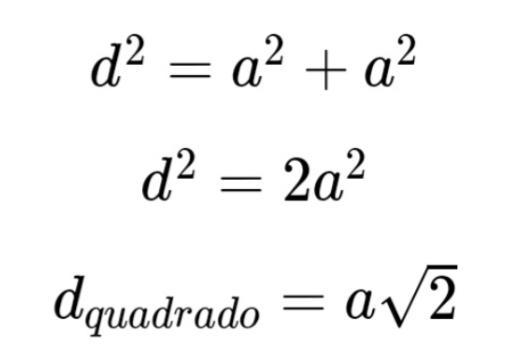 d² = a² + a²
d² = 2a²
d_quadrado = a√2